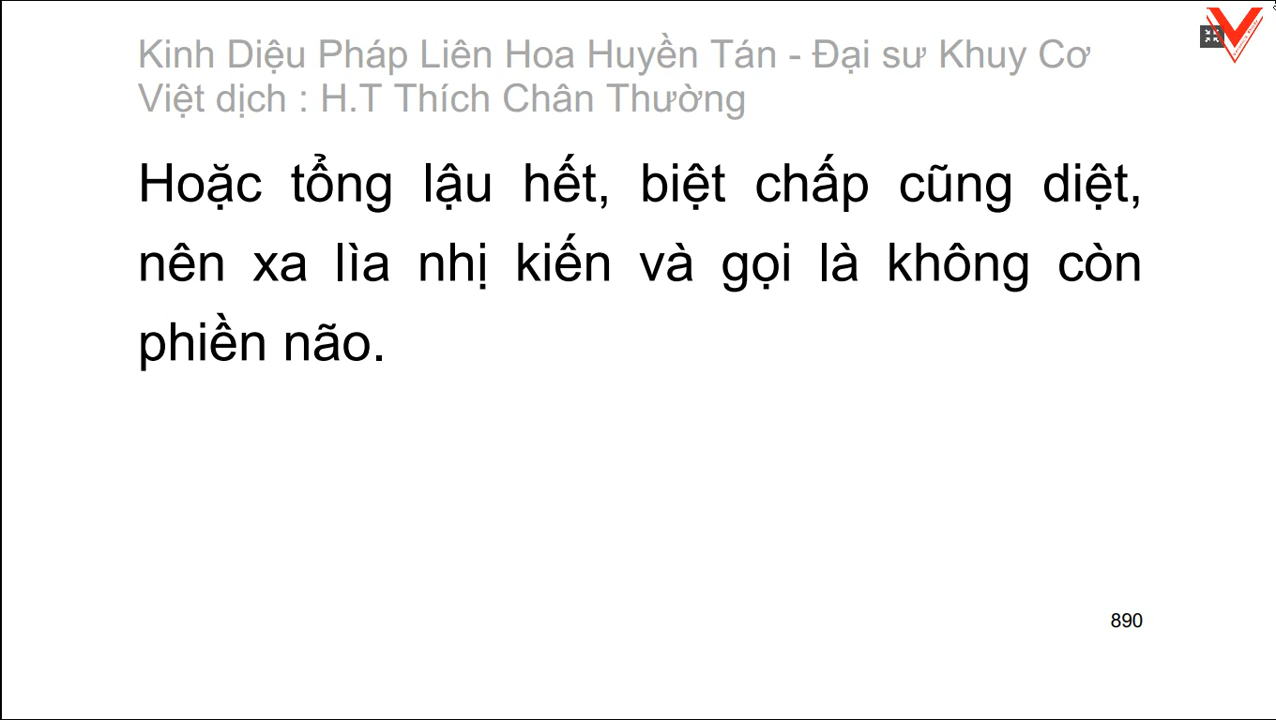 Kinh Diệu Pháp Liên Hoa Huyền Tán - Đại sư Khuy Cơ
Việt dịch : H.T Thích Chân Thường
Hoặc tổng lậu hết, biệt chấp cũng diệt,
nên xa lìa nhị kiến và gọi là không còn
phiền não.
890